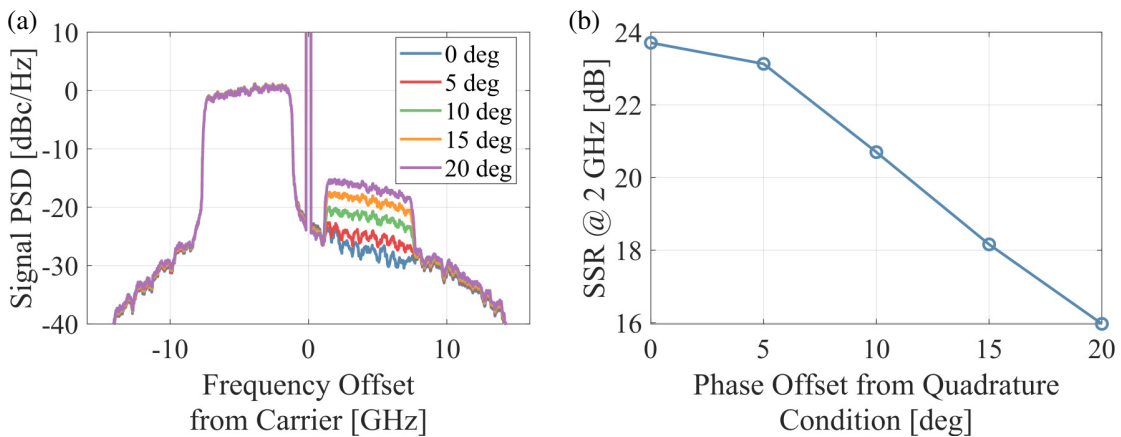 (a)
Signal PSD [dBc/Hz]
10
0
-10
-20
-30
-40
-10
0
10
Frequency Offset
from Carrier [GHz]
0 deg
5 deg
10 deg
15 deg
20 deg
(b)
SSR @ 2 GHz [dB]
24
22
20
18
16
0
5
10
15
20
Phase Offset from Quadrature
Condition [deg]